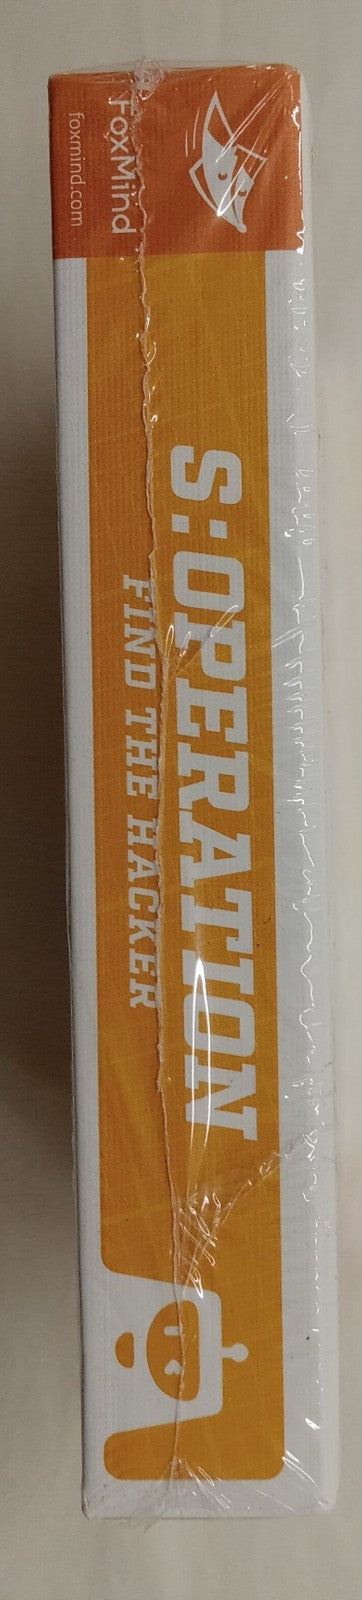 FoxMind
foxmind.com
S:OPERATION
FIND THE HACKER